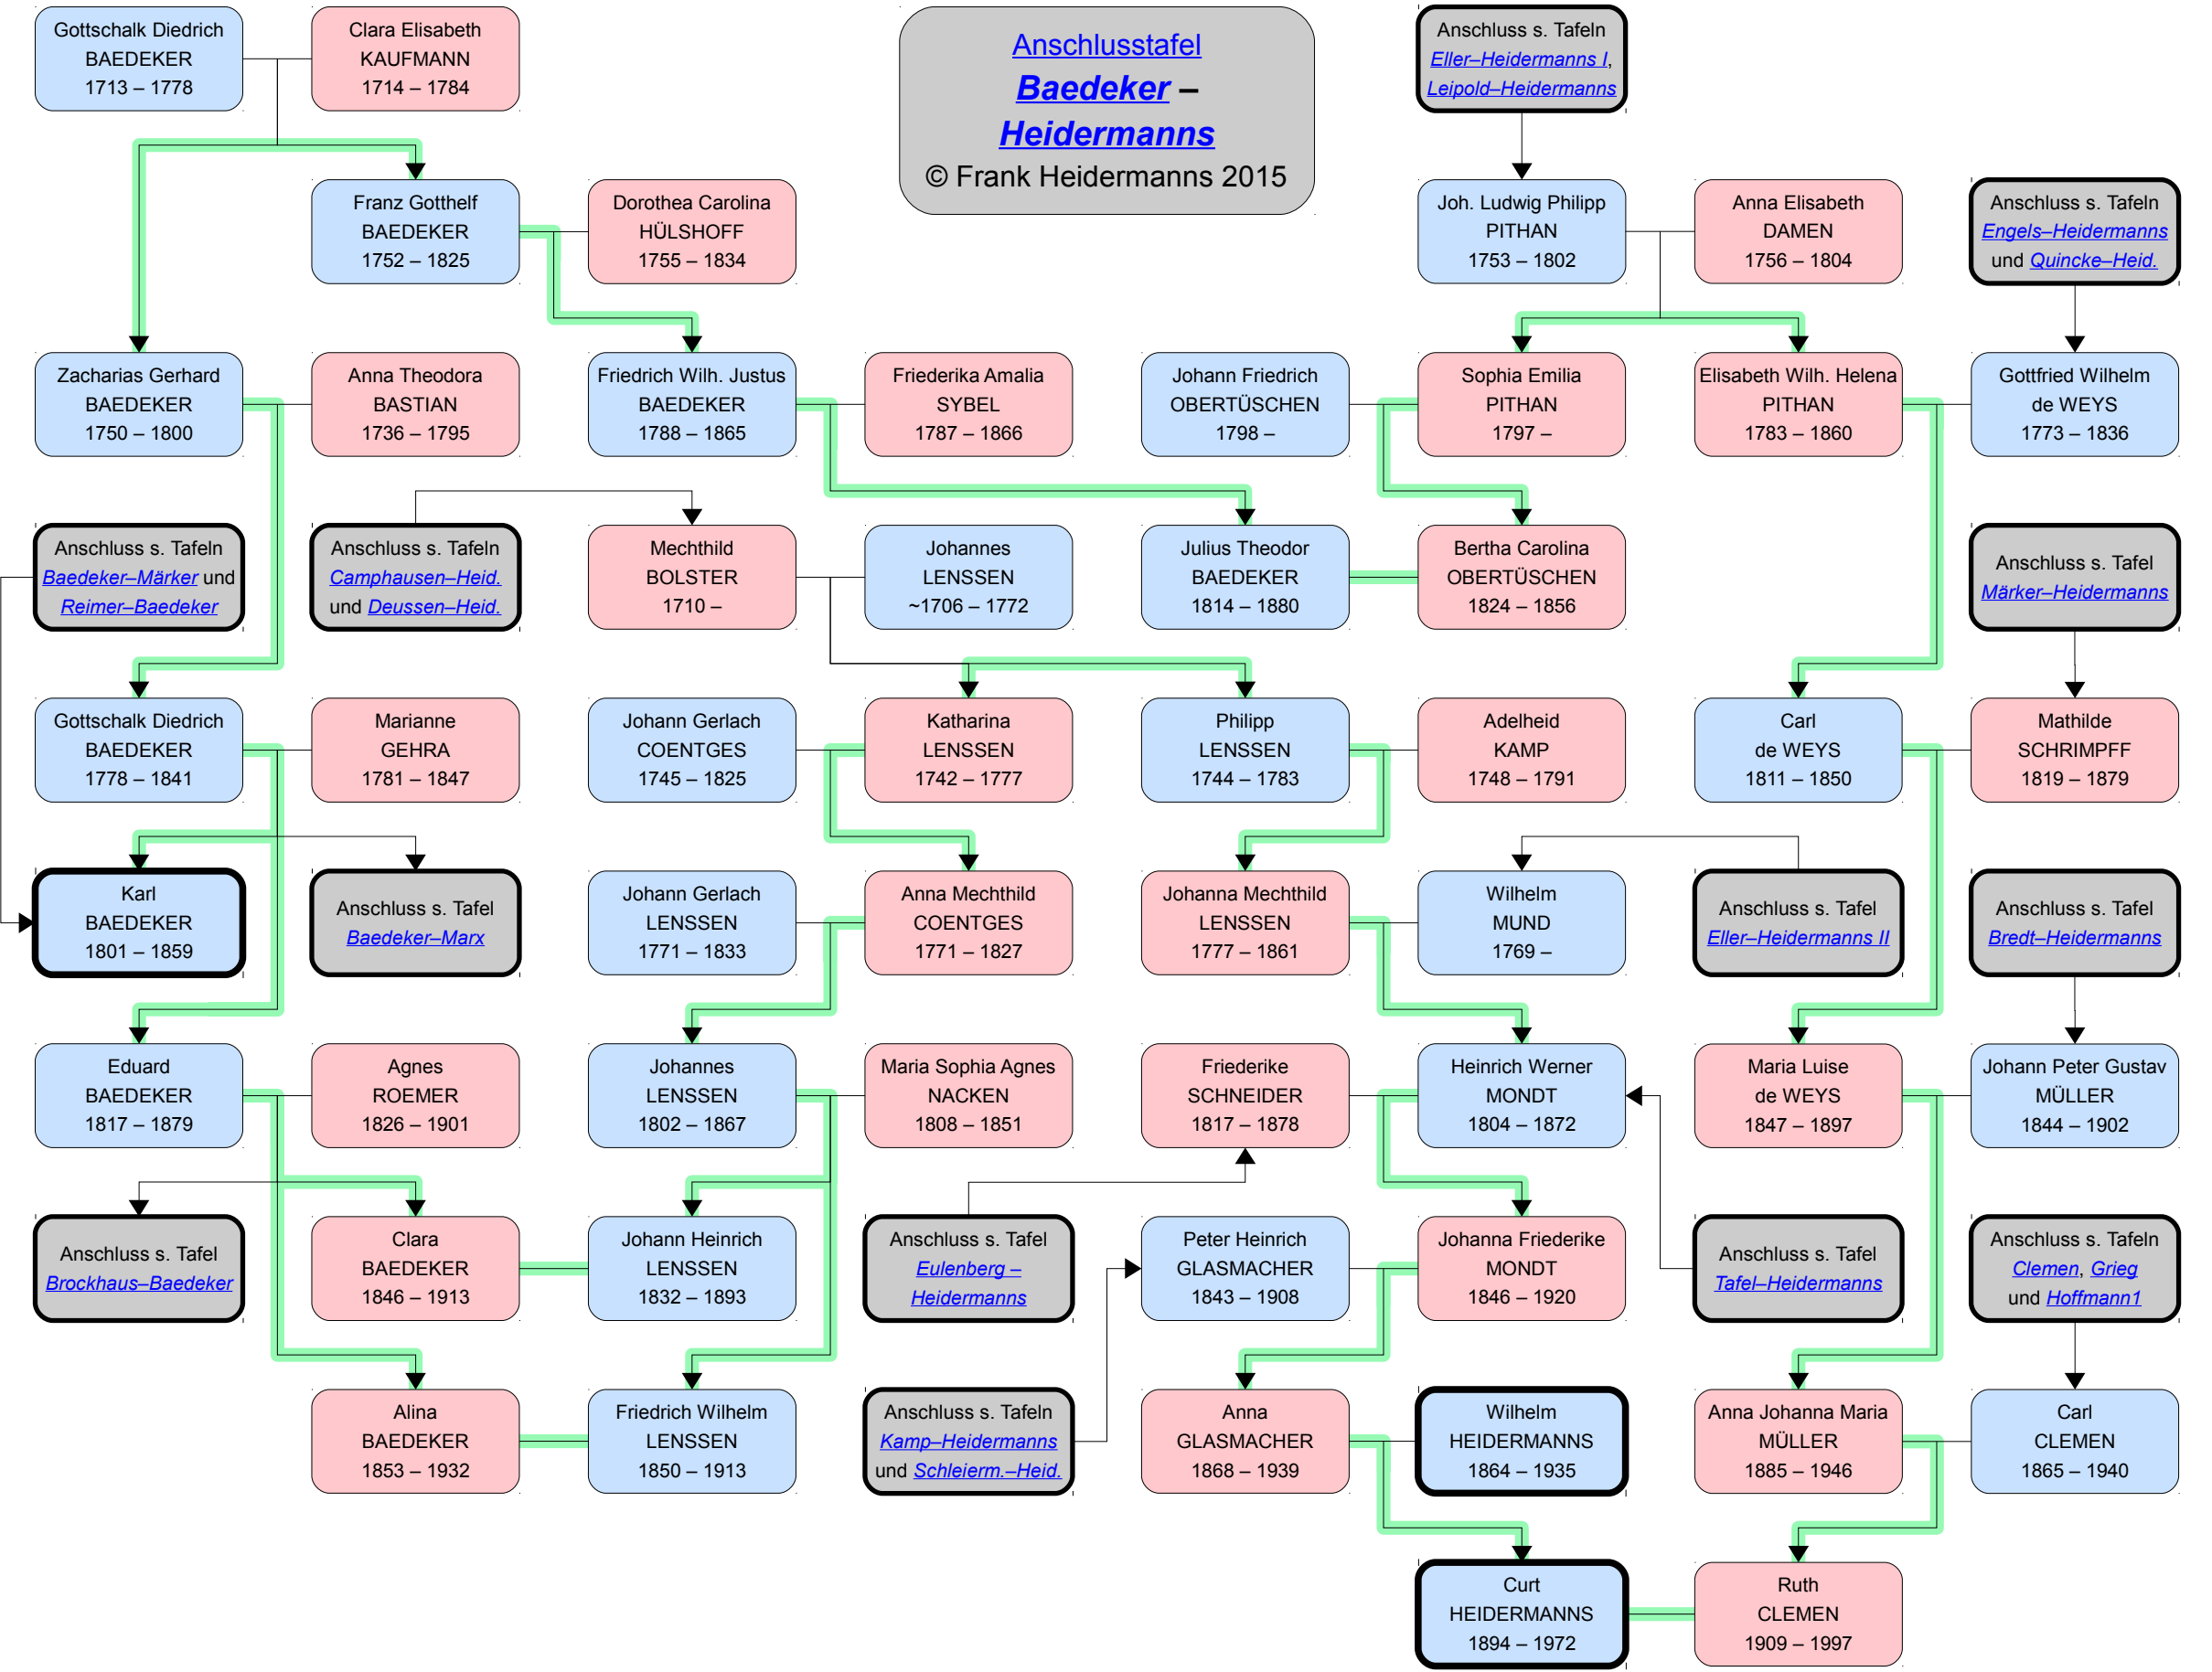 Gottschalk Diedrich
BAEDEKER
1713 – 1778
Clara Elisabeth
KAUFMANN
1714 – 1784
Anschlusstafel
Baedeker –
Heidermanns
© Frank Heidermanns 2015
Anschluss s. Tafeln
Eller–Heidermanns I,
Leipold–Heidermanns
Franz Gotthelf
BAEDEKER
1752 – 1825
Dorothea Carolina
HÜLSHOFF
1755 – 1834
Joh. Ludwig Philipp
PITHAN
1753 – 1802
Anna Elisabeth
DAMEN
1756 – 1804
Anschluss s. Tafeln
Engels–Heidermanns
und Quincke–Heid.
Zacharias Gerhard
BAEDEKER
1750 – 1800
Anna Theodora
BASTIAN
1736 – 1795
Friedrich Wilh. Justus
BAEDEKER
1788 – 1865
Friederika Amalia
SYBEL
1787 – 1866
Johann Friedrich
OBERTÜSCHEN
1798 –
Sophia Emilia
PITHAN
1797 –
Elisabeth Wilh. Helena
PITHAN
1783 – 1860
Gottfried Wilhelm
de WEYS
1773 – 1836
Anschluss s. Tafeln
Baedeker–Märker und
Reimer–Baedeker
Anschluss s. Tafeln
Camphausen–Heid.
und Deussen–Heid.
Mechthild
BOLSTER
1710 –
Johannes
LENSSEN
~1706 – 1772
Julius Theodor
BAEDEKER
1814 – 1880
Bertha Carolina
OBERTÜSCHEN
1824 – 1856
Anschluss s. Tafel
Märker–Heidermanns
Gottschalk Diedrich
BAEDEKER
1778 – 1841
Marianne
GEHRA
1781 – 1847
Johann Gerlach
COENTGES
1745 – 1825
Katharina
LENSSEN
1742 – 1777
Philipp
LENSSEN
1744 – 1783
Adelheid
KAMP
1748 – 1791
Carl
de WEYS
1811 – 1850
Mathilde
SCHRIMPFF
1819 – 1879
Karl
BAEDEKER
1801 – 1859
Anschluss s. Tafel
Baedeker–Marx
Johann Gerlach
LENSSEN
1771 – 1833
Anna Mechthild
COENTGES
1771 – 1827
Johanna Mechthild
LENSSEN
1777 – 1861
Wilhelm
MUND
1769 –
Anschluss s. Tafel
Eller–Heidermanns II
Anschluss s. Tafel
Bredt–Heidermanns
Eduard
BAEDEKER
1817 – 1879
Agnes
ROEMER
1826 – 1901
Johannes
LENSSEN
1802 – 1867
Maria Sophia Agnes
NACKEN
1808 – 1851
Friederike
SCHNEIDER
1817 – 1878
Heinrich Werner
MONDT
1804 – 1872
Maria Luise
de WEYS
1847 – 1897
Johann Peter Gustav
MÜLLER
1844 – 1902
Anschluss s. Tafel
Brockhaus–Baedeker
Clara
BAEDEKER
1846 – 1913
Johann Heinrich
LENSSEN
1832 – 1893
Anschluss s. Tafel
Eulenberg –
Heidermanns
Peter Heinrich
GLASMACHER
1843 – 1908
Johanna Friederike
MONDT
1846 – 1920
Anschluss s. Tafel
Tafel–Heidermanns
Anschluss s. Tafeln
Clemen, Grieg
und Hoffmann1
Alina
BAEDEKER
1853 – 1932
Friedrich Wilhelm
LENSSEN
1850 – 1913
Anschluss s. Tafeln
Kamp–Heidermanns
und Schleierm.–Heid.
Anna
GLASMACHER
1868 – 1939
Wilhelm
HEIDERMANNS
1864 – 1935
Anna Johanna Maria
MÜLLER
1885 – 1946
Carl
CLEMEN
1865 – 1940
Curt
HEIDERMANNS
1894 – 1972
Ruth
CLEMEN
1909 – 1997